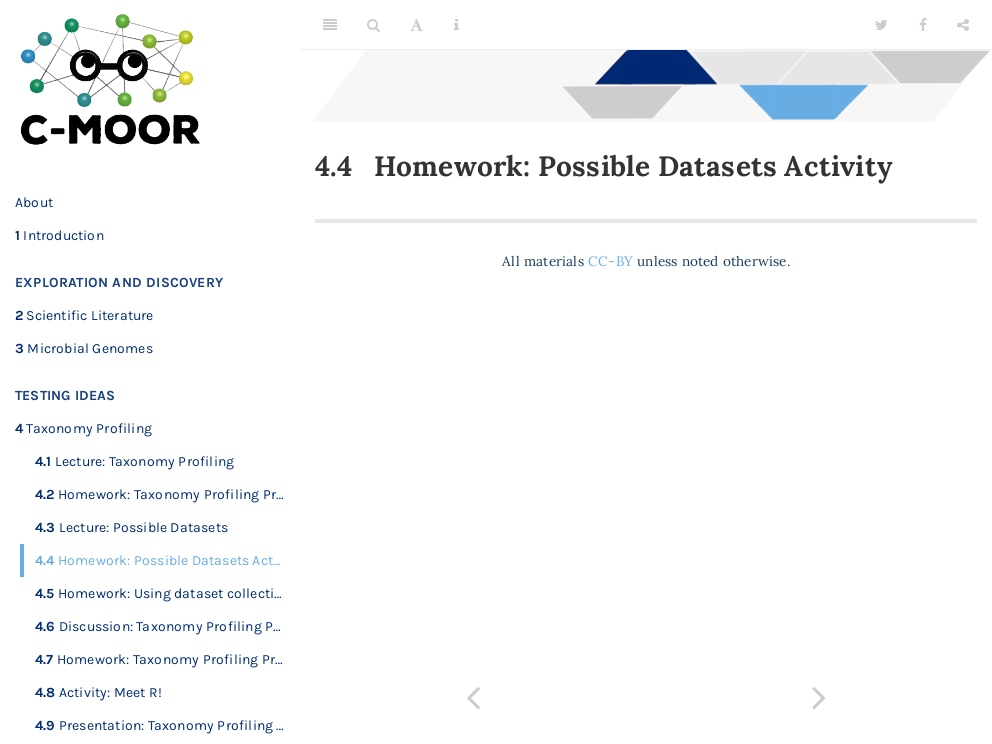 C-MOOR
About
1 Introduction
EXPLORATION AND DISCOVERY
2 Scientific Literature
3 Microbial Genomes
TESTING IDEAS
4 Taxonomy Profiling
4.1 Lecture: Taxonomy Profiling
4.2 Homework: Taxonomy Profiling Pr…
4.3 Lecture: Possible Datasets
4.4 Homework: Possible Datasets Act…
4.5 Homework: Using dataset collecti…
4.6 Discussion: Taxonomy Profiling P…
4.7 Homework: Taxonomy Profiling Pr…
4.8 Activity: Meet R!
4.9 Presentation: Taxonomy Profiling …
4.4 Homework: Possible Datasets Activity
All materials CC-BY unless noted otherwise.